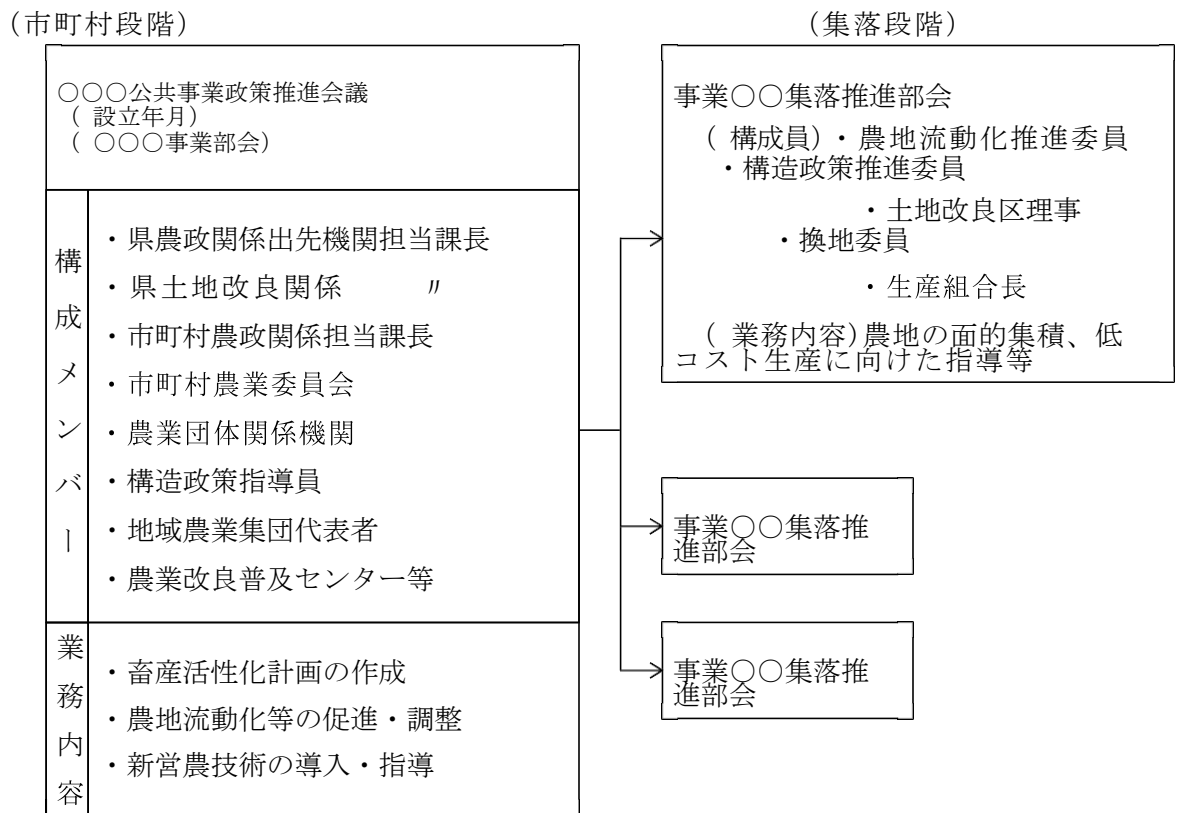 (市町村段階)
○○○公共事業政策推進会議
( 設立年月)
( ○○○事業部会)
構成メンバー
・県農政関係出先機関担当課長
・県土地改良関係 〃
・市町村農政関係担当課長
・市町村農業委員会
・農業団体関係機関
・構造政策指導員
・地域農業集団代表者
・農業改良普及センター等
業務内容
・畜産活性化計画の作成
・農地流動化等の促進・調整
・新営農技術の導入・指導
(集落段階)
事業○○集落推進部会
( 構成員)・農地流動化推進委員
・構造政策推進委員
・土地改良区理事
・換地委員
・生産組合長
( 業務内容)農地の面的集積、低
コスト生産に向けた指導等
事業○○集落推
進部会
事業○○集落推
進部会